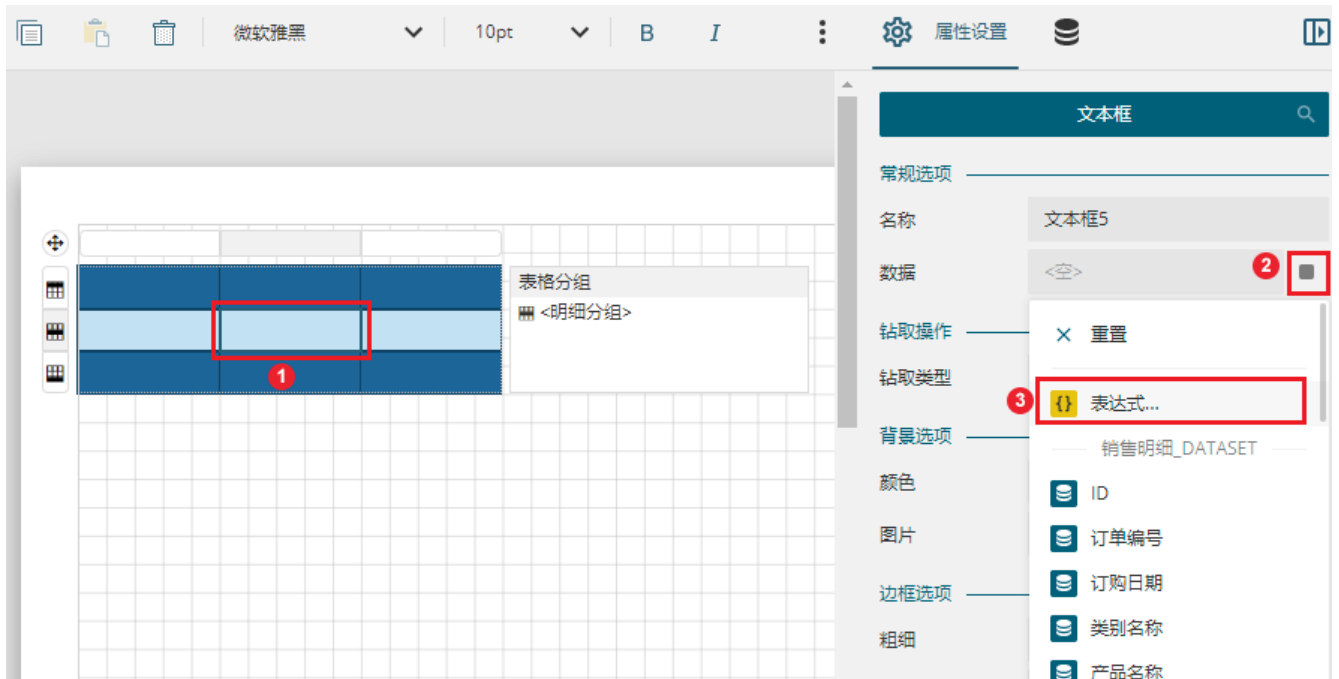 微软雅黑
10pt
B
I
属性设置
文本框
常规选项
名称
文本框5
数据
<空>
2
表格分组
<明细分组>
1
钻取操作
重置
钻取类型
3
{} 表达式...
背景选项
销售明细_DATASET
颜色
ID
图片
订单编号
订购日期
边框选项
类别名称
粗细
产品名称